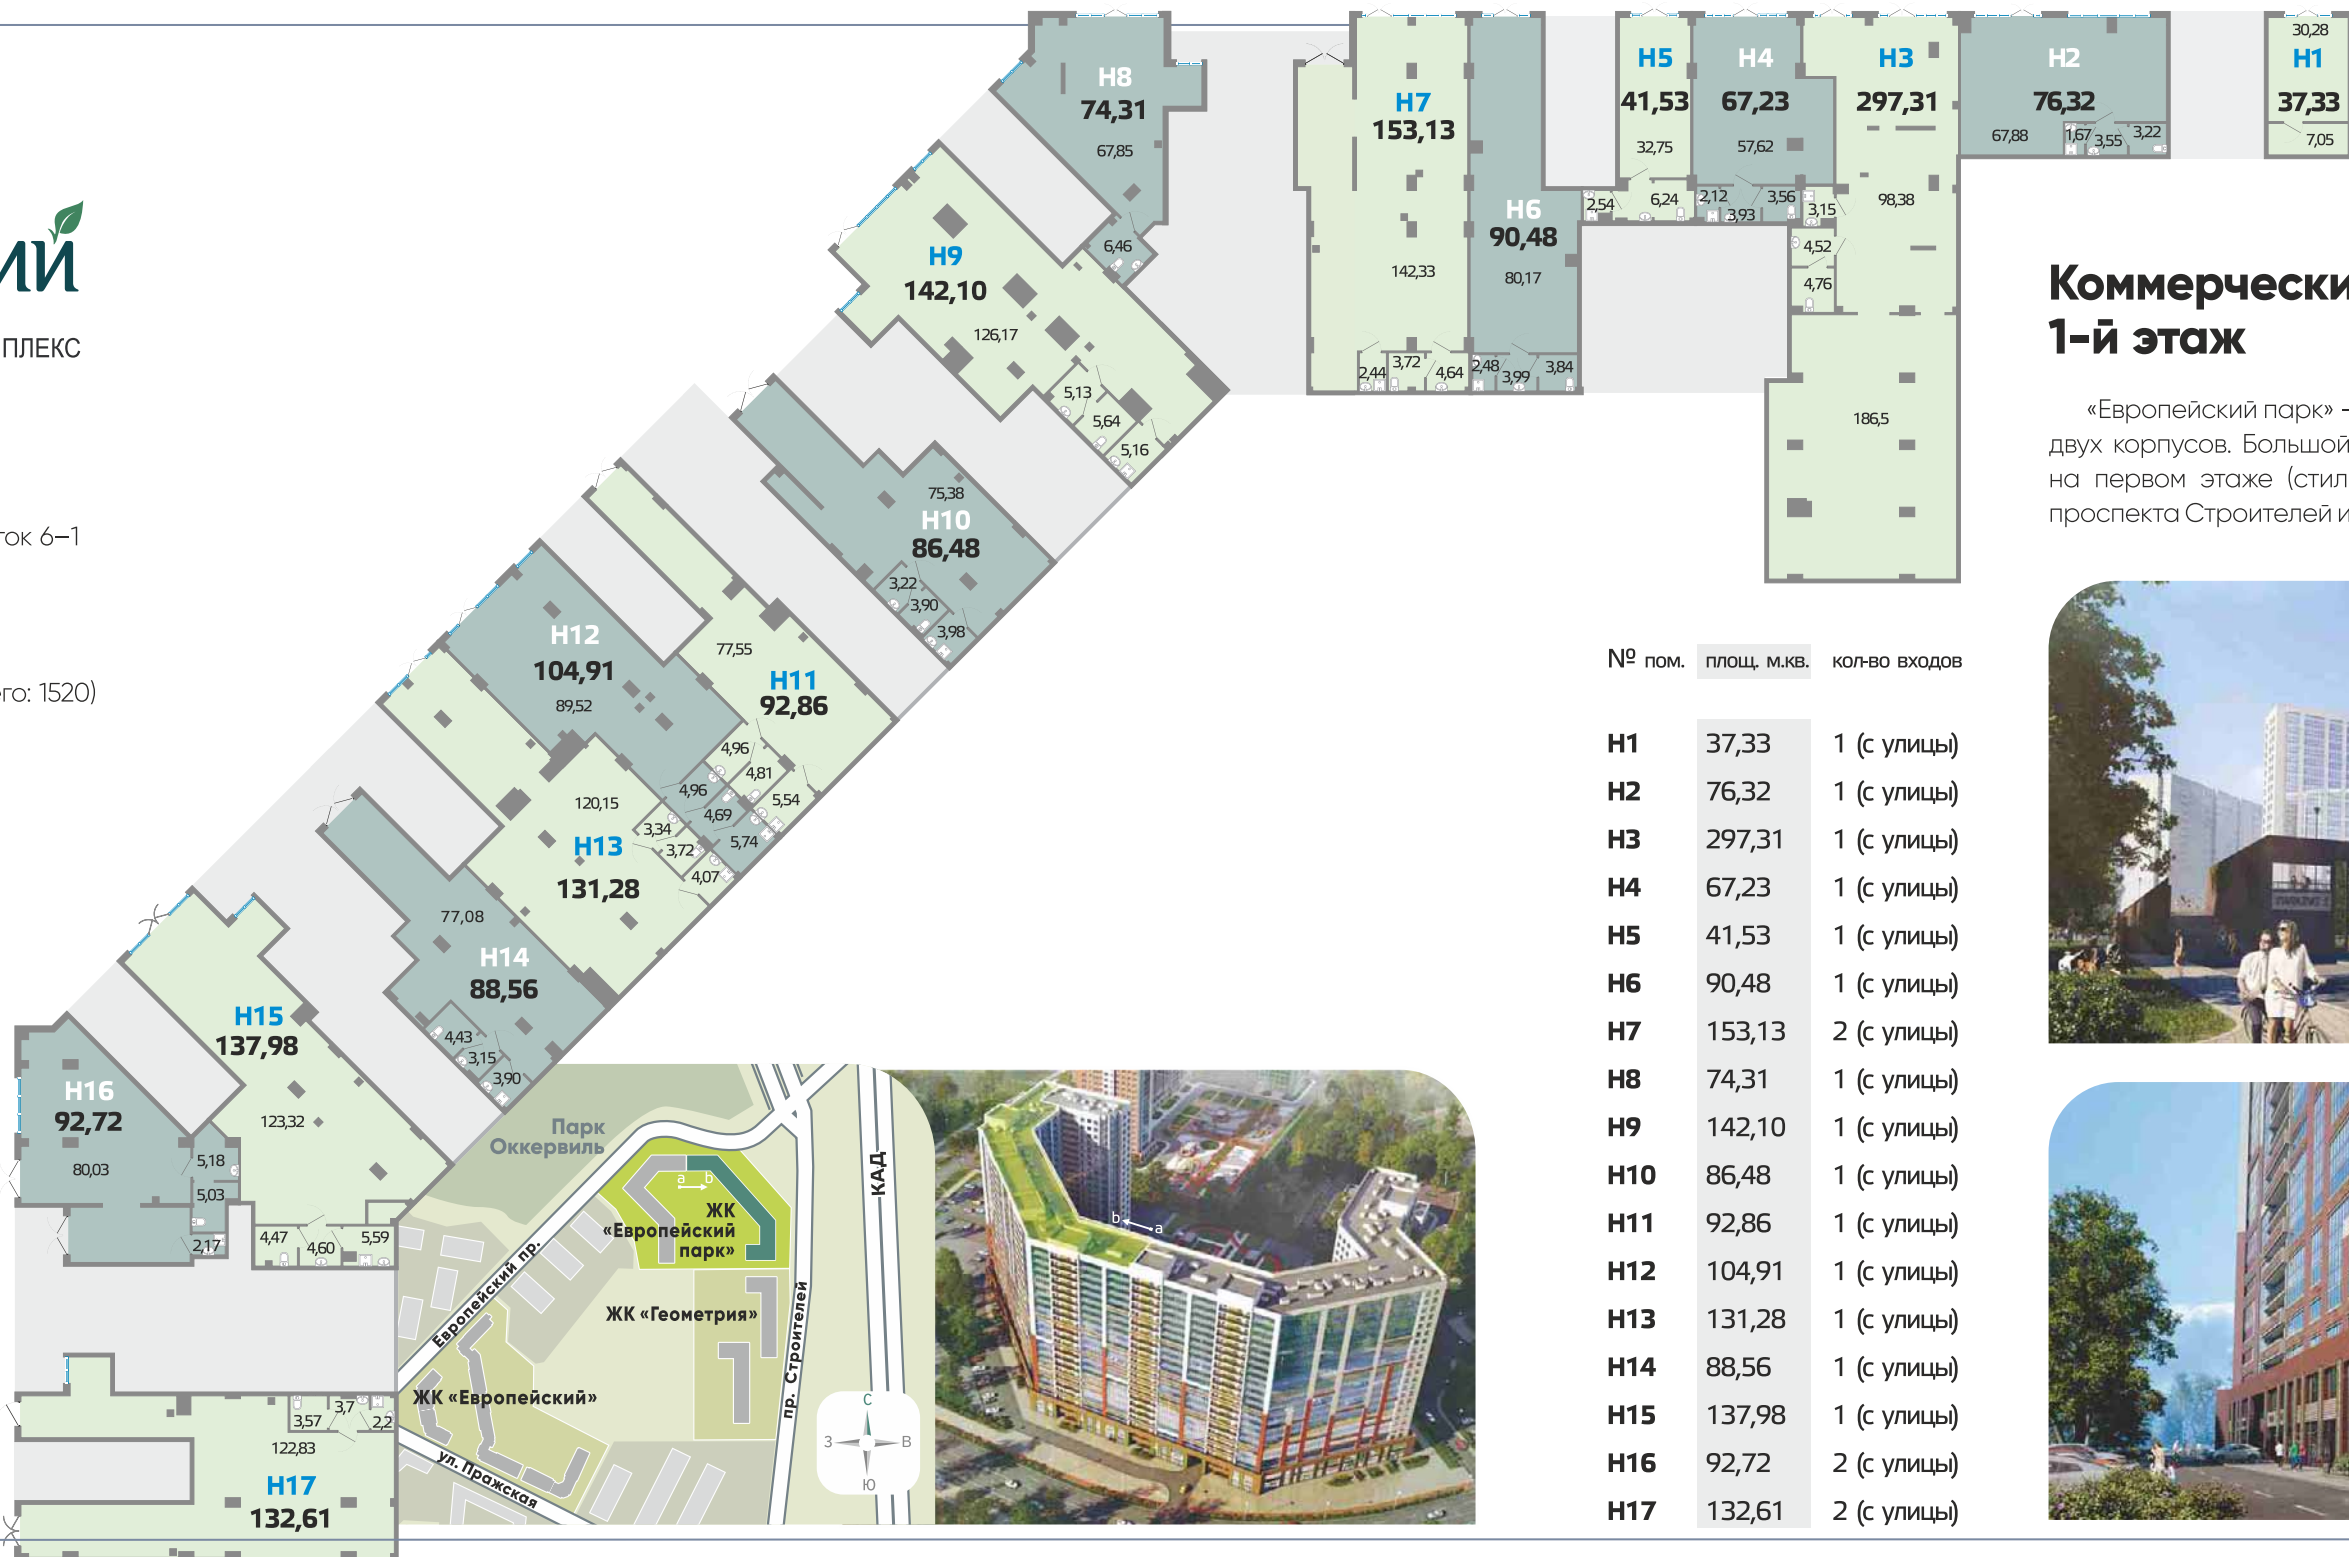 ИЙ
ПЛЕКС
ток 6–1
его: 1520)
Н8
74,31
67,85
6,46
Н9
142,10
126,17
5,13
5,64
5,16
Н7
153,13
142,33
2,44
3,72
4,64
Н6
90,48
80,17
2,48
3,99
3,84
Н5
41,53
32,75
2,54
6,24
Н4
67,23
57,62
2,12
3,93
3,56
Н3
297,31
98,38
3,15
4,52
4,76
186,5
Н2
76,32
67,88
1,67
3,55
3,22
30,28
Н1
37,33
7,05
Коммерчески
1-й этаж
«Европейский парк» –
двух корпусов. Большой
на первом этаже (стил
проспекта Строителей и
75,38
Н10
86,48
3,22
3,90
3,98
77,55
Н11
92,86
4,96
4,81
5,54
Н12
104,91
89,52
4,96
4,69
5,74
120,15
Н13
131,28
3,34
3,72
4,07
77,08
Н14
88,56
4,43
3,15
3,90
Н15
137,98
123,32
4,47
4,60
5,59
Н16
92,72
80,03
5,18
5,03
2,17
3,57
3,7
2,2
122,83
Н17
132,61
Парк
Оккервиль
a b
ЖК
«Европейский
парк»
Европейский пр.
ЖК «Геометрия»
ЖК «Европейский»
ул. Пражская
пр. Строителей
КАД
С
З В
Ю
b a
№ пом. площ. м.кв. кол-во входов
Н1 37,33 1 (с улицы)
Н2 76,32 1 (с улицы)
Н3 297,31 1 (с улицы)
Н4 67,23 1 (с улицы)
Н5 41,53 1 (с улицы)
Н6 90,48 1 (с улицы)
Н7 153,13 2 (с улицы)
Н8 74,31 1 (с улицы)
Н9 142,10 1 (с улицы)
Н10 86,48 1 (с улицы)
Н11 92,86 1 (с улицы)
Н12 104,91 1 (с улицы)
Н13 131,28 1 (с улицы)
Н14 88,56 1 (с улицы)
Н15 137,98 1 (с улицы)
Н16 92,72 2 (с улицы)
Н17 132,61 2 (с улицы)